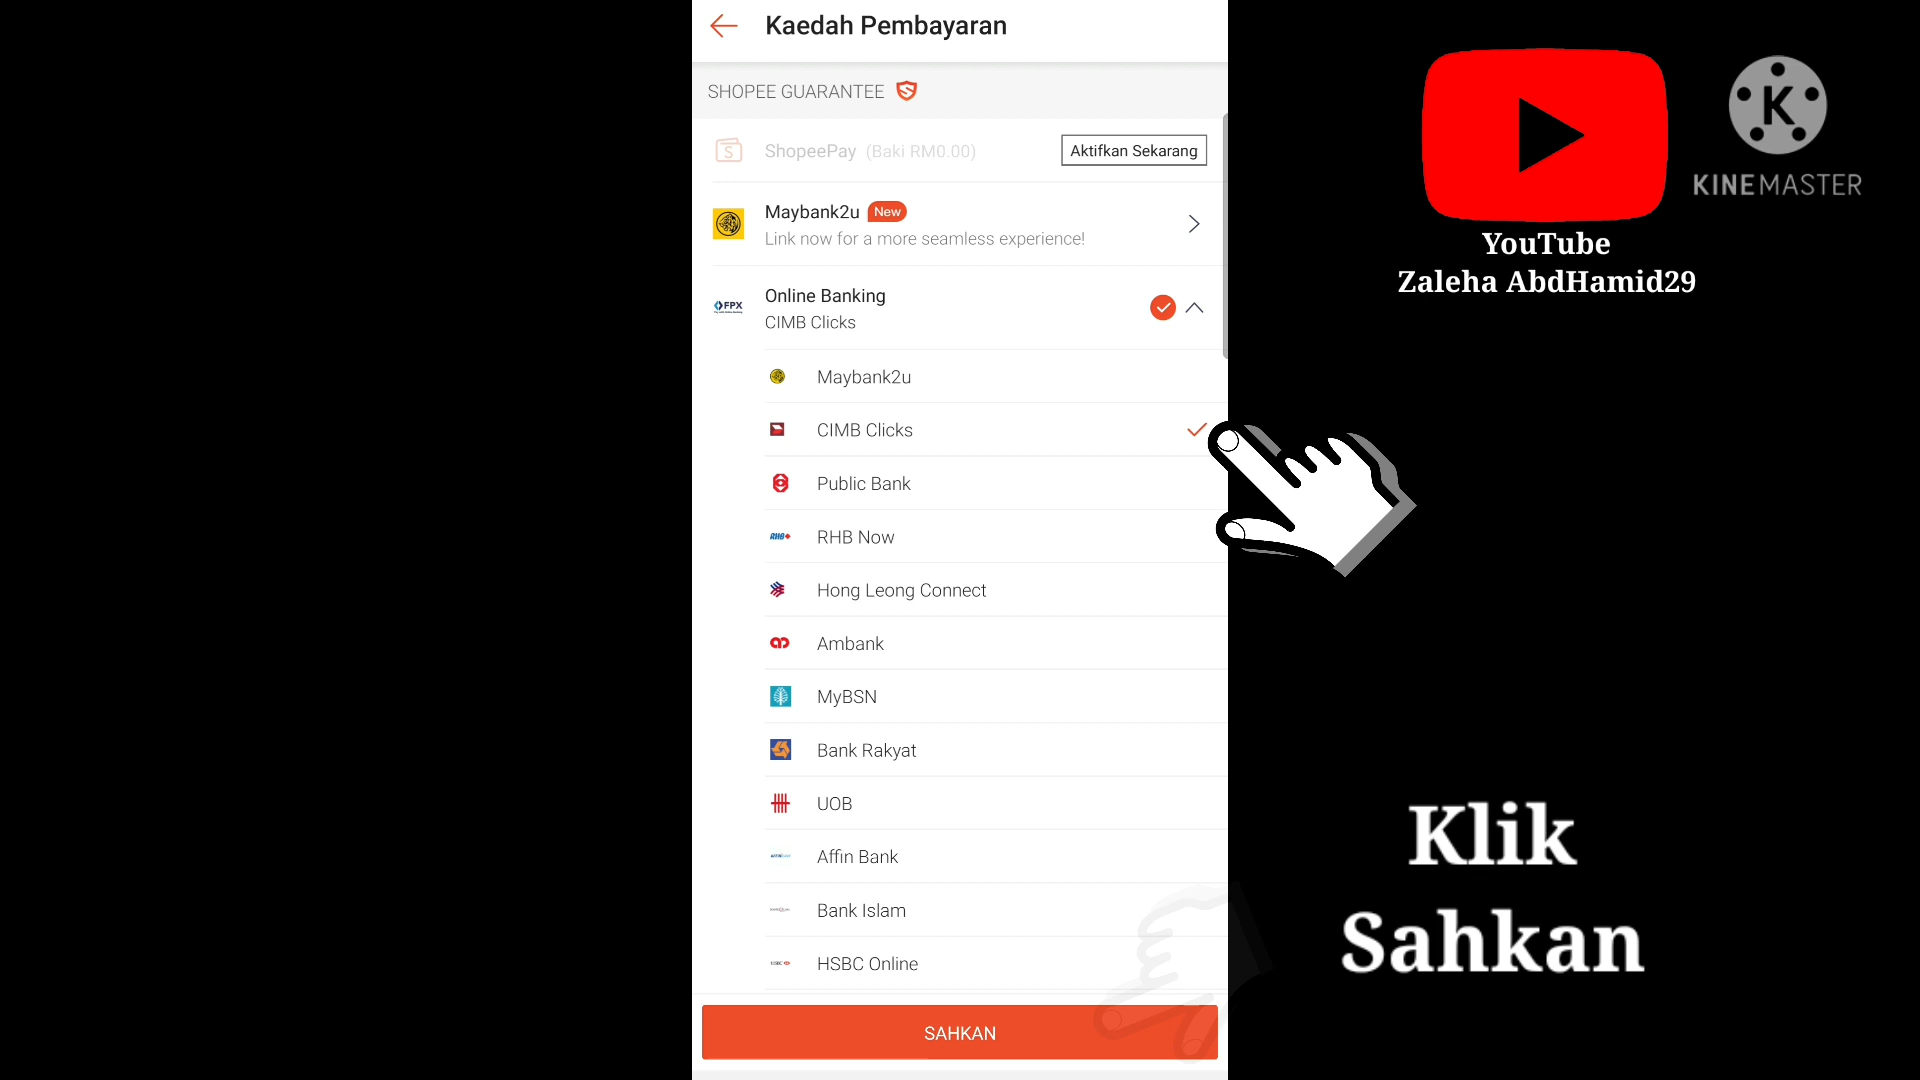 Kaedah Pembayaran
SHOPEE GUARANTEE
ShopeePay (Baki RM0.00)
Aktifkan Sekarang
Maybank2u New
Link now for a more seamless experience!
FPX
Online Banking
CIMB Clicks
Maybank2u
CIMB Clicks
Public Bank
RHB
RHB Now
Hong Leong Connect
Ambank
MyBSN
Bank Rakyat
UOB
Affin Bank
Bank Islam
HSBC Online
SAHKAN
K
KINEMASTER
YouTube
Zaleha AbdHamid29
Klik
Sahkan